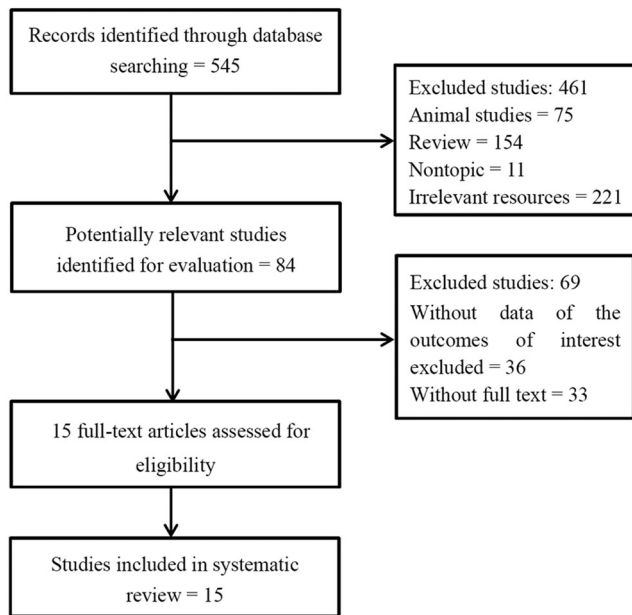 Records identified through database
searching = 545
Excluded studies: 461
Animal studies = 75
Review = 154
Nontopic = 11
Irrelevant resources = 221
Potentially relevant studies
identified for evaluation = 84
Excluded studies: 69
Without data of the
outcomes of interest
excluded = 36
Without full text = 33
15 full-text articles assessed for
eligibility
Studies included in systematic
review = 15